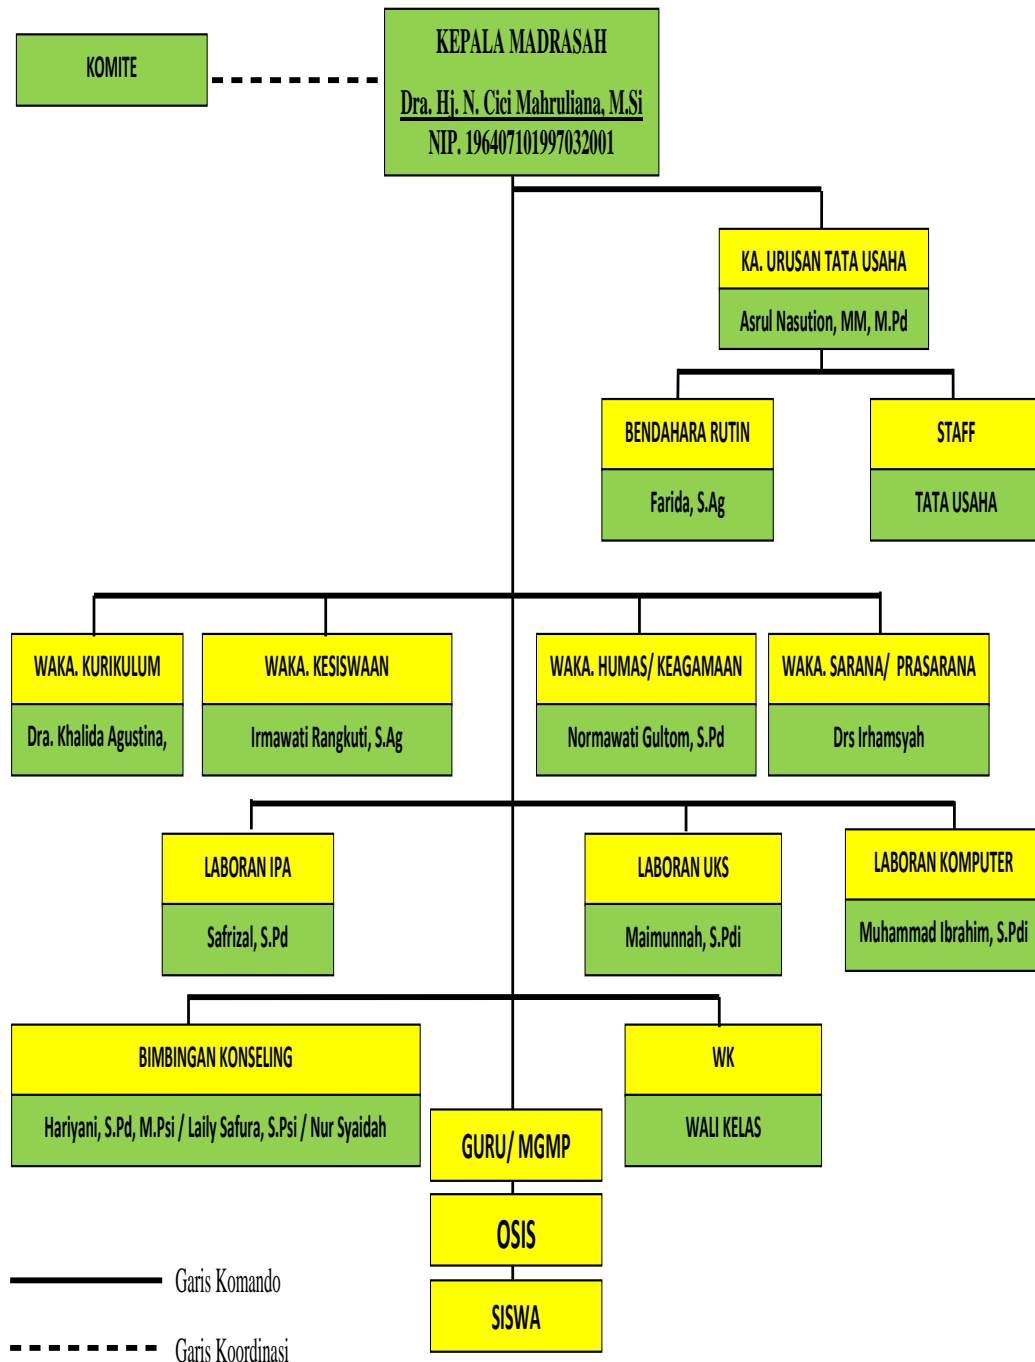 KOMITE
KEPALA MADRASAH
Dra. Hj. N. Cici Mahruliana, M.Si
NIP. 196407101997032001
KA. URUSAN TATA USAHA
Asrul Nasution, MM, M.Pd
BENDAHARA RUTIN
Farida, S.Ag
STAFF
TATA USAHA
WAKA. KURIKULUM
Dra. Khalida Agustina,
WAKA. KESISWAAN
Irmawati Rangkuti, S.Ag
WAKA. HUMAS/ KEAGAMAAN
Normawati Gultom, S.Pd
WAKA. SARANA/ PRASARANA
Drs Irhamsyah
LABORAN IPA
Safrizal, S.Pd
LABORAN UKS
Maimunnah, S.Pdi
LABORAN KOMPUTER
Muhammad Ibrahim, S.Pdi
BIMBINGAN KONSELING
Hariyani, S.Pd, M.Psi / Laily Safura, S.Psi / Nur Syaidah
WK
WALI KELAS
GURU/ MGMP
OSIS
SISWA
Garis Komando
Garis Koordinasi